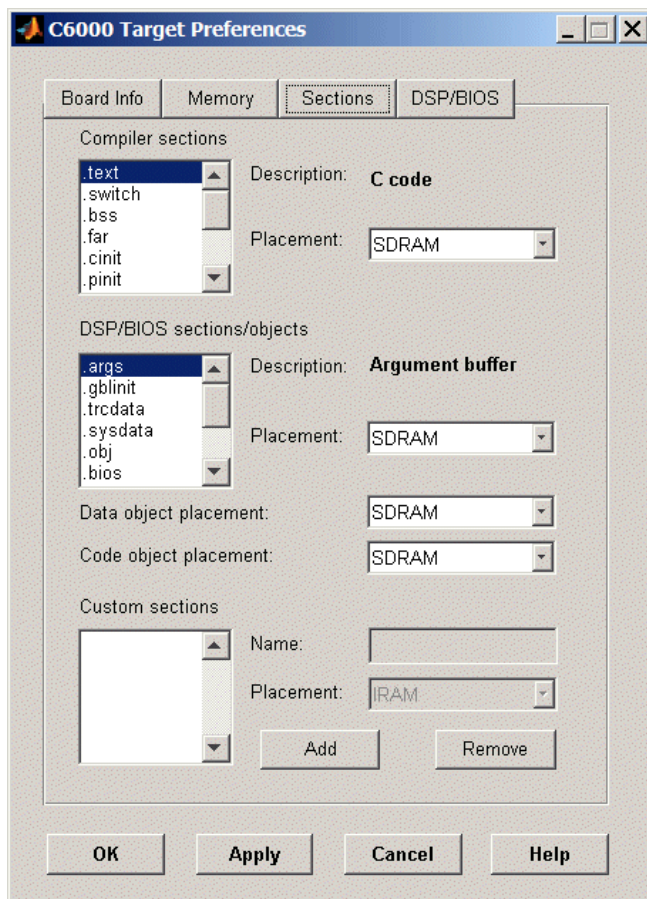 C6000 Target Preferences
Board Info Memory Sections DSP/BIOS
Compiler sections
.text
.switch
.bss
.far
.cinit
.pinit
Description: C code
Placement: SDRAM
DSP/BIOS sections/objects
.args
.gblinit
.trcdata
.sysdata
.obj
.bios
Description: Argument buffer
Placement: SDRAM
Data object placement: SDRAM
Code object placement: SDRAM
Custom sections
Name:
Placement: IRAM
Add Remove
OK Apply Cancel Help